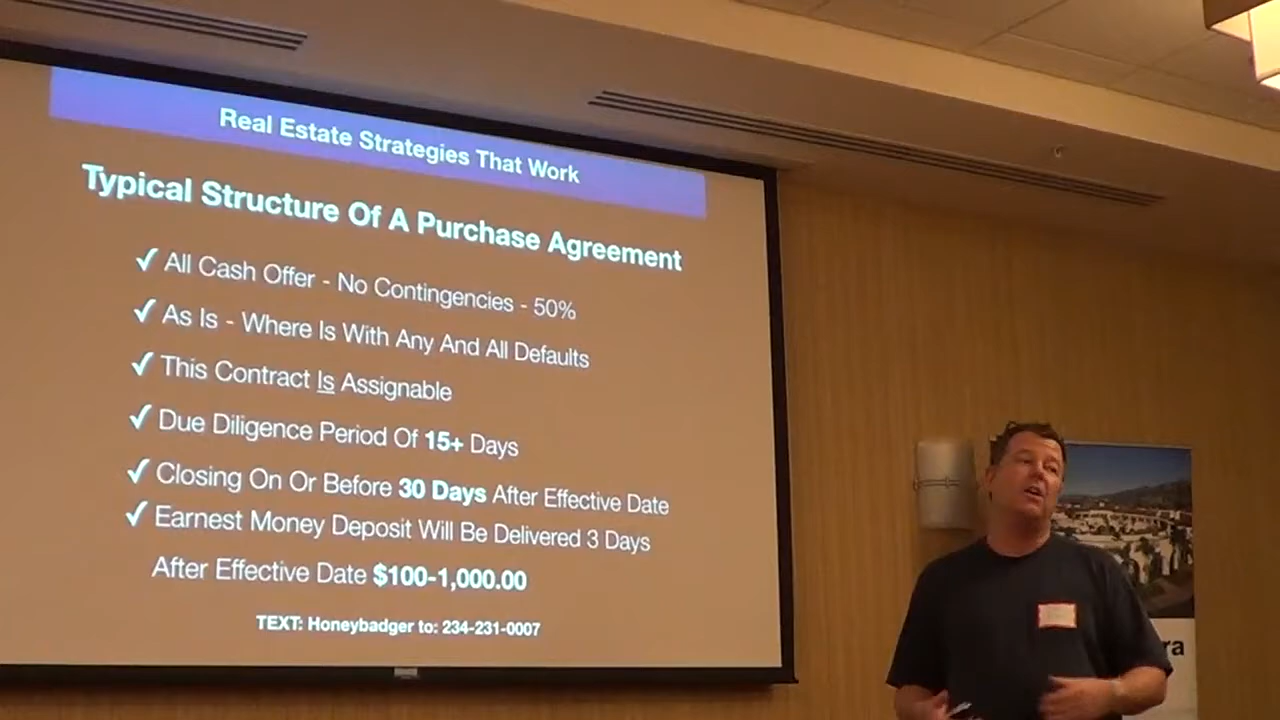 Real Estate Strategies That Work
Typical Structure Of A Purchase Agreement
✓ All Cash Offer - No Contingencies - 50%
✓ As Is - Where Is With Any And All Defaults
✓ This Contract Is Assignable
✓ Due Diligence Period Of 15+ Days
✓ Closing On Or Before 30 Days After Effective Date
✓ Earnest Money Deposit Will Be Delivered 3 Days
After Effective Date $100-1,000.00
TEXT: Honeybadger to: 234-231-0007